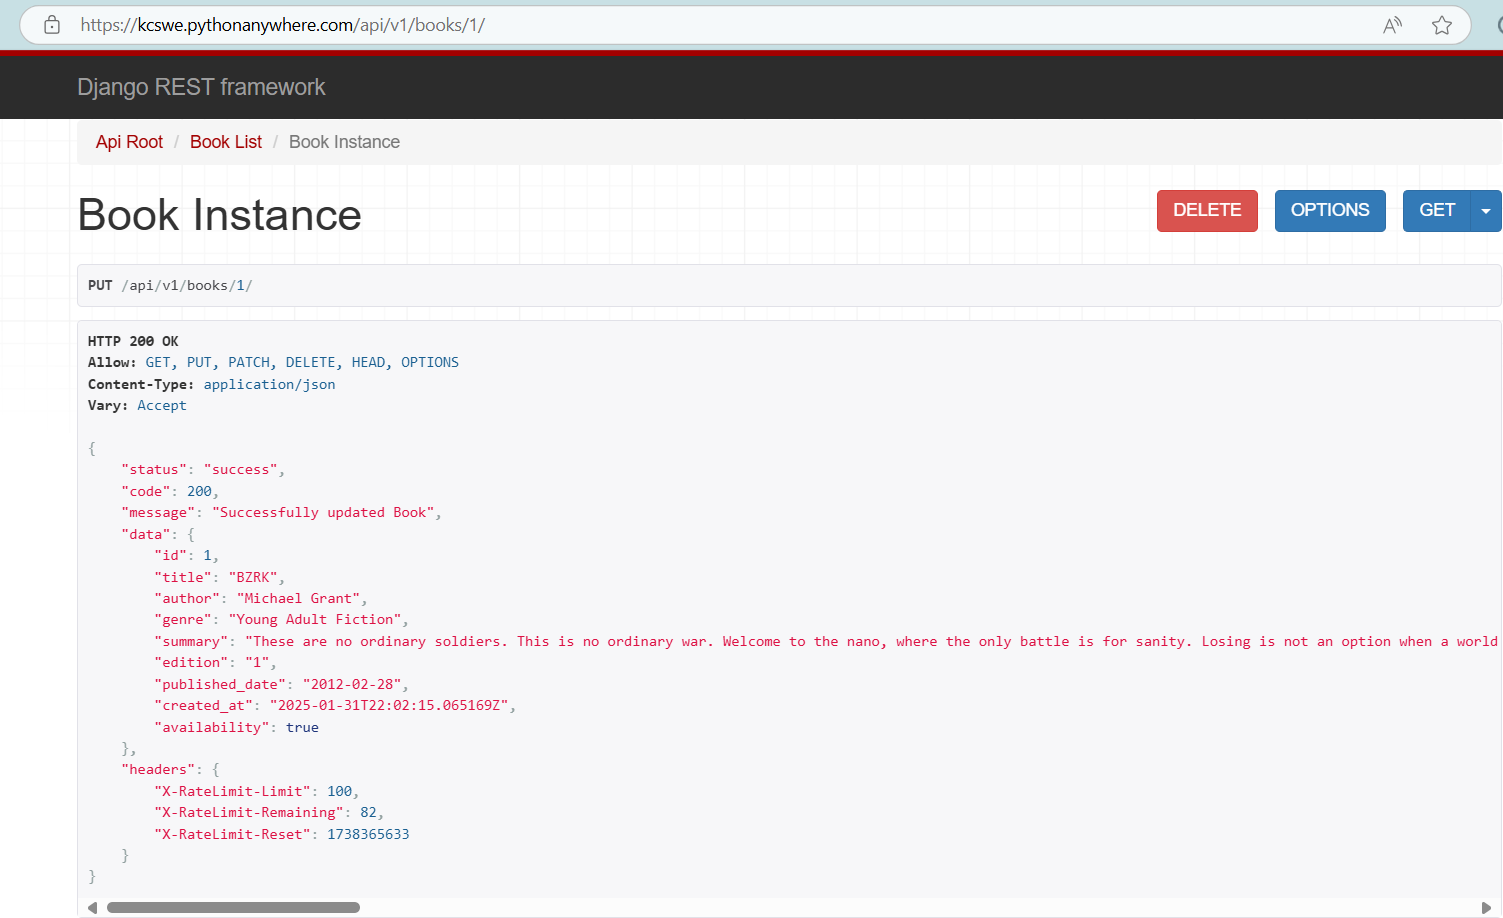 https://kcswe.pythonanywhere.com/api/v1/books/1/
Django REST framework
Api Root / Book List / Book Instance
Book Instance
DELETE
OPTIONS
GET
PUT /api/v1/books/1/
HTTP 200 OK
Allow: GET, PUT, PATCH, DELETE, HEAD, OPTIONS
Content-Type: application/json
Vary: Accept
{
    "status": "success",
    "code": 200,
    "message": "Successfully updated Book",
    "data": {
        "id": 1,
        "title": "BZRK",
        "author": "Michael Grant",
        "genre": "Young Adult Fiction",
        "summary": "These are no ordinary soldiers. This is no ordinary war. Welcome to the nano, where the only battle is for sanity. Losing is not an option when a world
        "edition": "1",
        "published_date": "2012-02-28",
        "created_at": "2025-01-31T22:02:15.065169Z",
        "availability": true
    },
    "headers": {
        "X-RateLimit-Limit": 100,
        "X-RateLimit-Remaining": 82,
        "X-RateLimit-Reset": 1738365633
    }
}